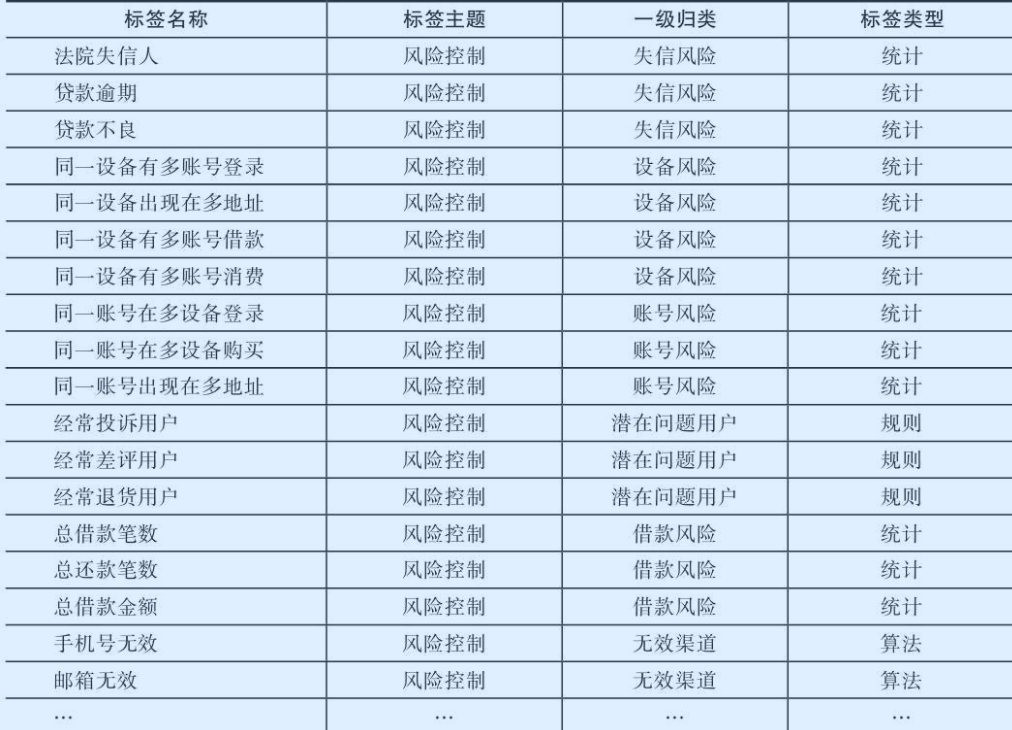 标签名称 标签主题 一级归类 标签类型
法院失信人 风险控制 失信风险 统计
贷款逾期 风险控制 失信风险 统计
贷款不良 风险控制 失信风险 统计
同一设备有多账号登录 风险控制 设备风险 统计
同一设备出现在多地址 风险控制 设备风险 统计
同一设备有多账号借款 风险控制 设备风险 统计
同一设备有多账号消费 风险控制 设备风险 统计
同一账号在多设备登录 风险控制 账号风险 统计
同一账号在多设备购买 风险控制 账号风险 统计
同一账号出现在多地址 风险控制 账号风险 统计
经常投诉用户 风险控制 潜在问题用户 规则
经常差评用户 风险控制 潜在问题用户 规则
经常退货用户 风险控制 潜在问题用户 规则
总借款笔数 风险控制 借款风险 统计
总还款笔数 风险控制 借款风险 统计
总借款金额 风险控制 借款风险 统计
手机号无效 风险控制 无效渠道 算法
邮箱无效 风险控制 无效渠道 算法
… … … …